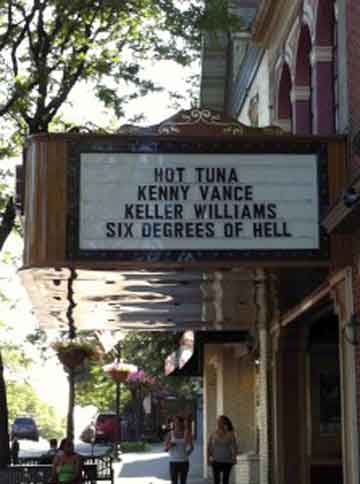 HOT TUNA
KENNY VANCE
KELLER WILLIAMS
SIX DEGREES OF HELL